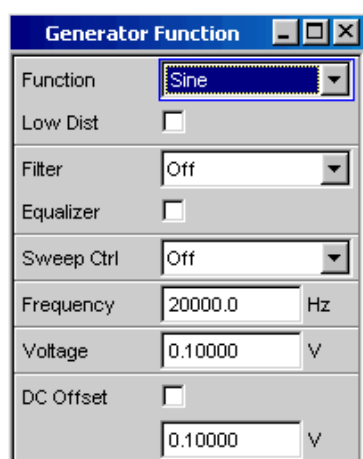 Generator Function
Function Sine
Low Dist
Filter Off
Equalizer
Sweep Ctrl Off
Frequency 20000.0 Hz
Voltage 0.10000 V
DC Offset
0.10000 V